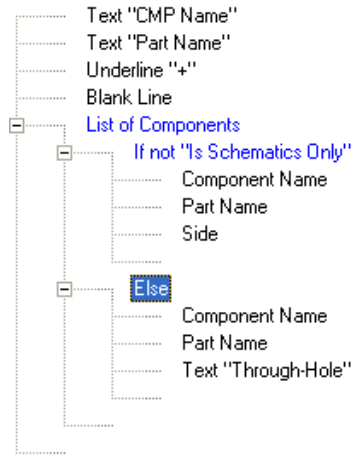 Text "CMP Name"
Text "Part Name"
Underline "+"
Blank Line
List of Components
If not "Is Schematics Only"
Component Name
Part Name
Side
Else
Component Name
Part Name
Text "Through-Hole"